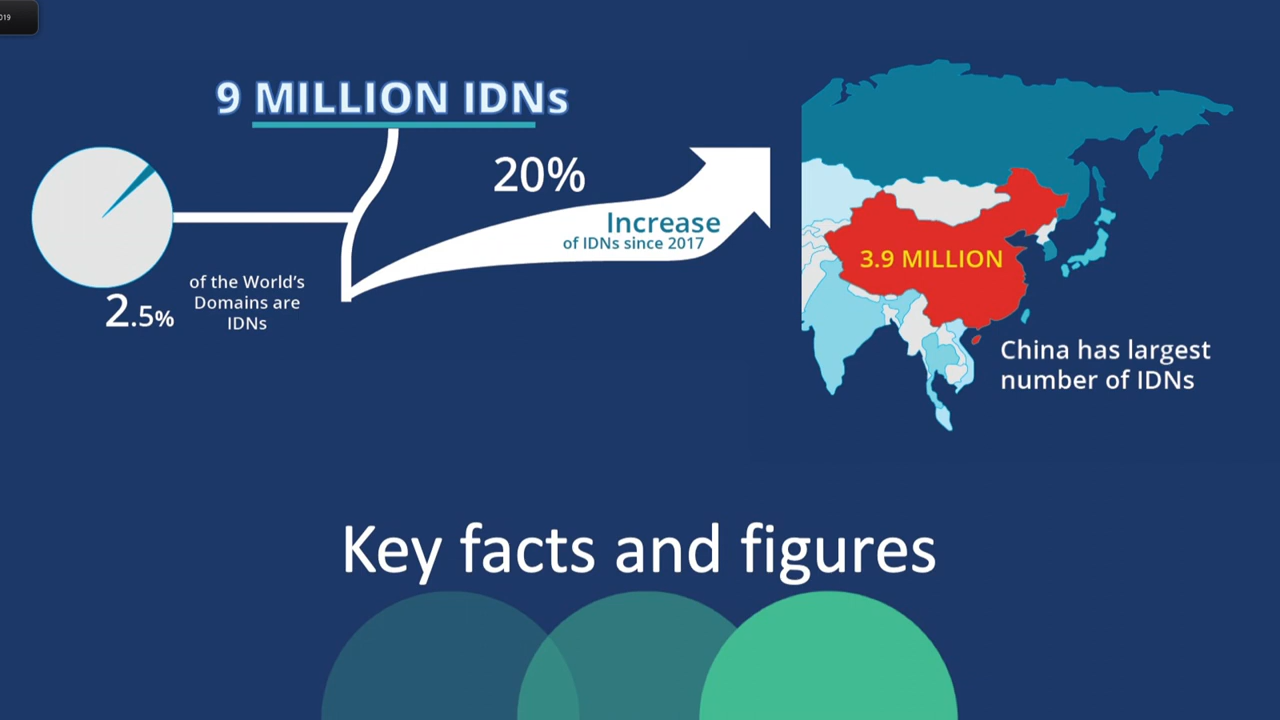 019
9 MILLION IDNs
20%
Increase
of IDNs since 2017
2.5%
of the World's
Domains are
IDNs
3.9 MILLION
China has largest
number of IDNs
Key facts and figures